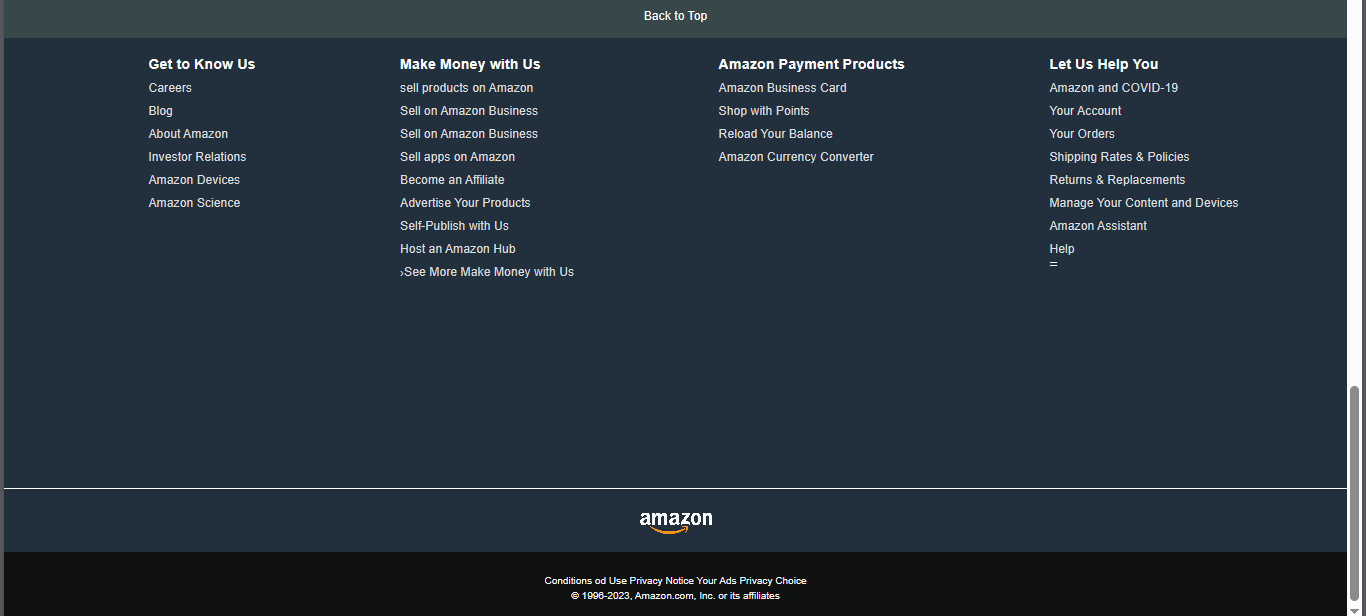 Back to Top
Get to Know Us
Careers
Blog
About Amazon
Investor Relations
Amazon Devices
Amazon Science
Make Money with Us
sell products on Amazon
Sell on Amazon Business
Sell on Amazon Business
Sell apps on Amazon
Become an Affiliate
Advertise Your Products
Self-Publish with Us
Host an Amazon Hub
›See More Make Money with Us
Amazon Payment Products
Amazon Business Card
Shop with Points
Reload Your Balance
Amazon Currency Converter
Let Us Help You
Amazon and COVID-19
Your Account
Your Orders
Shipping Rates & Policies
Returns & Replacements
Manage Your Content and Devices
Amazon Assistant
Help
=
amazon
Conditions od Use Privacy Notice Your Ads Privacy Choice
© 1996-2023, Amazon.com, Inc. or its affiliates